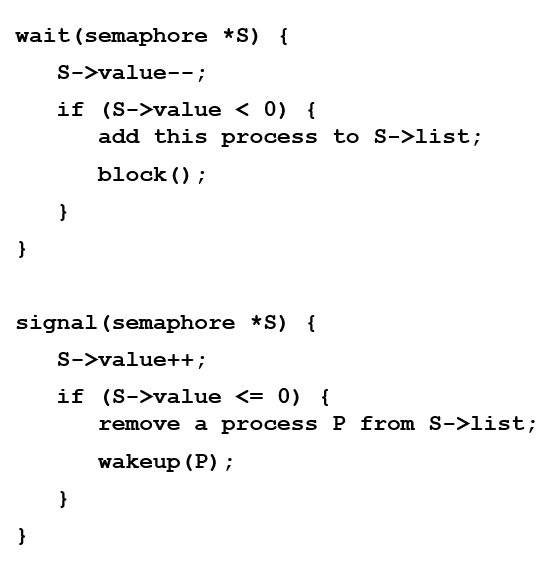 wait(semaphore *S) {
S->value--;
if (S->value < 0) {
add this process to S->list;
block();
}
}
signal(semaphore *S) {
S->value++;
if (S->value <= 0) {
remove a process P from S->list;
wakeup(P);
}
}